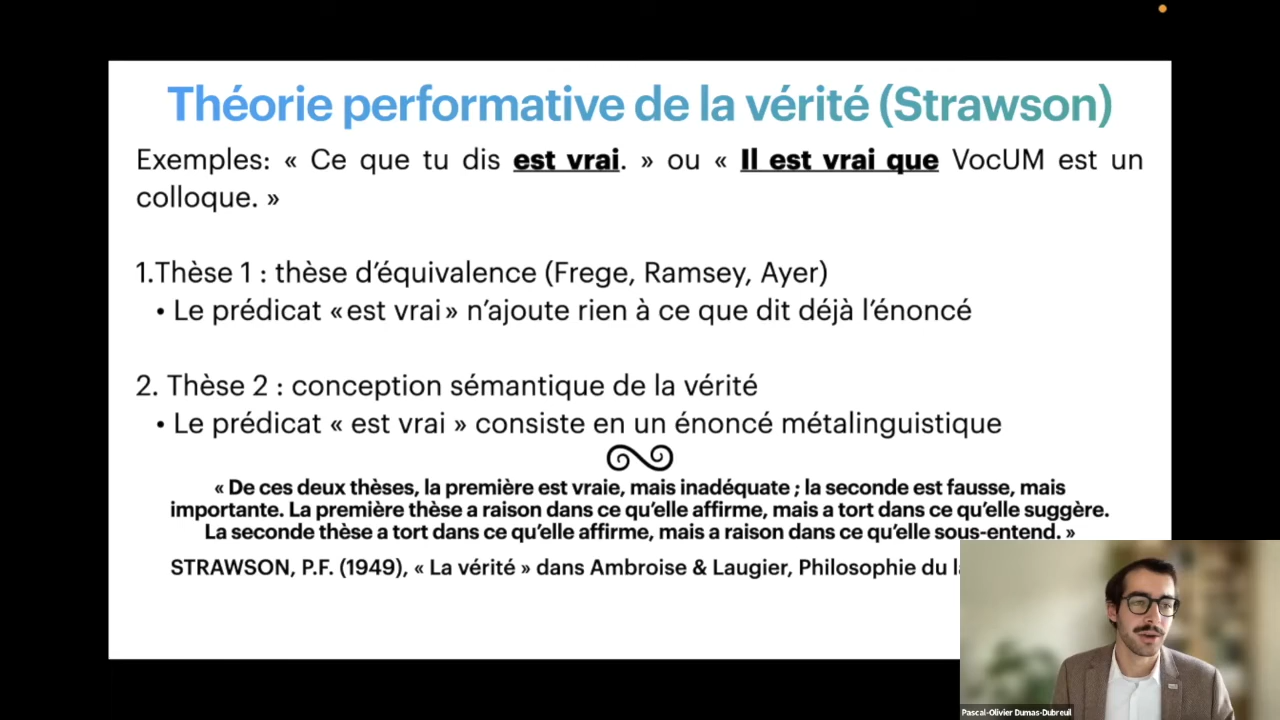 Théorie performative de la vérité (Strawson)
Exemples: « Ce que tu dis est vrai. » ou « Il est vrai que VocUM est un
colloque. »
1.Thèse 1 : thèse d’équivalence (Frege, Ramsey, Ayer)
• Le prédicat «est vrai» n’ajoute rien à ce que dit déjà l’énoncé
2. Thèse 2 : conception sémantique de la vérité
• Le prédicat « est vrai » consiste en un énoncé métalinguistique
« De ces deux thèses, la première est vraie, mais inadéquate ; la seconde est fausse, mais
importante. La première thèse a raison dans ce qu’elle affirme, mais a tort dans ce qu’elle suggère.
La seconde thèse a tort dans ce qu’elle affirme, mais a raison dans ce qu’elle sous-entend. »
STRAWSON, P.F. (1949), « La vérité » dans Ambroise & Laugier, Philosophie du
Pascal-Olivier Dumas-Dubreuil